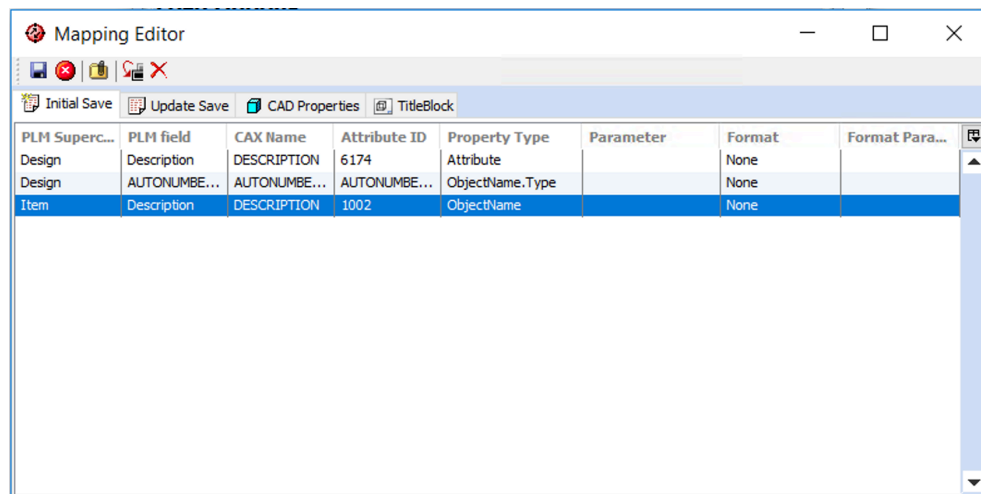 Mapping Editor
Initial Save Update Save CAD Properties TitleBlock
PLM Superc... PLM field CAX Name Attribute ID Property Type Parameter Format Format Para...
Design Description DESCRIPTION 6174 Attribute None
Design AUTONUMBE... AUTONUMBE... AUTONUMBE... ObjectName.Type None
Item Description DESCRIPTION 1002 ObjectName None